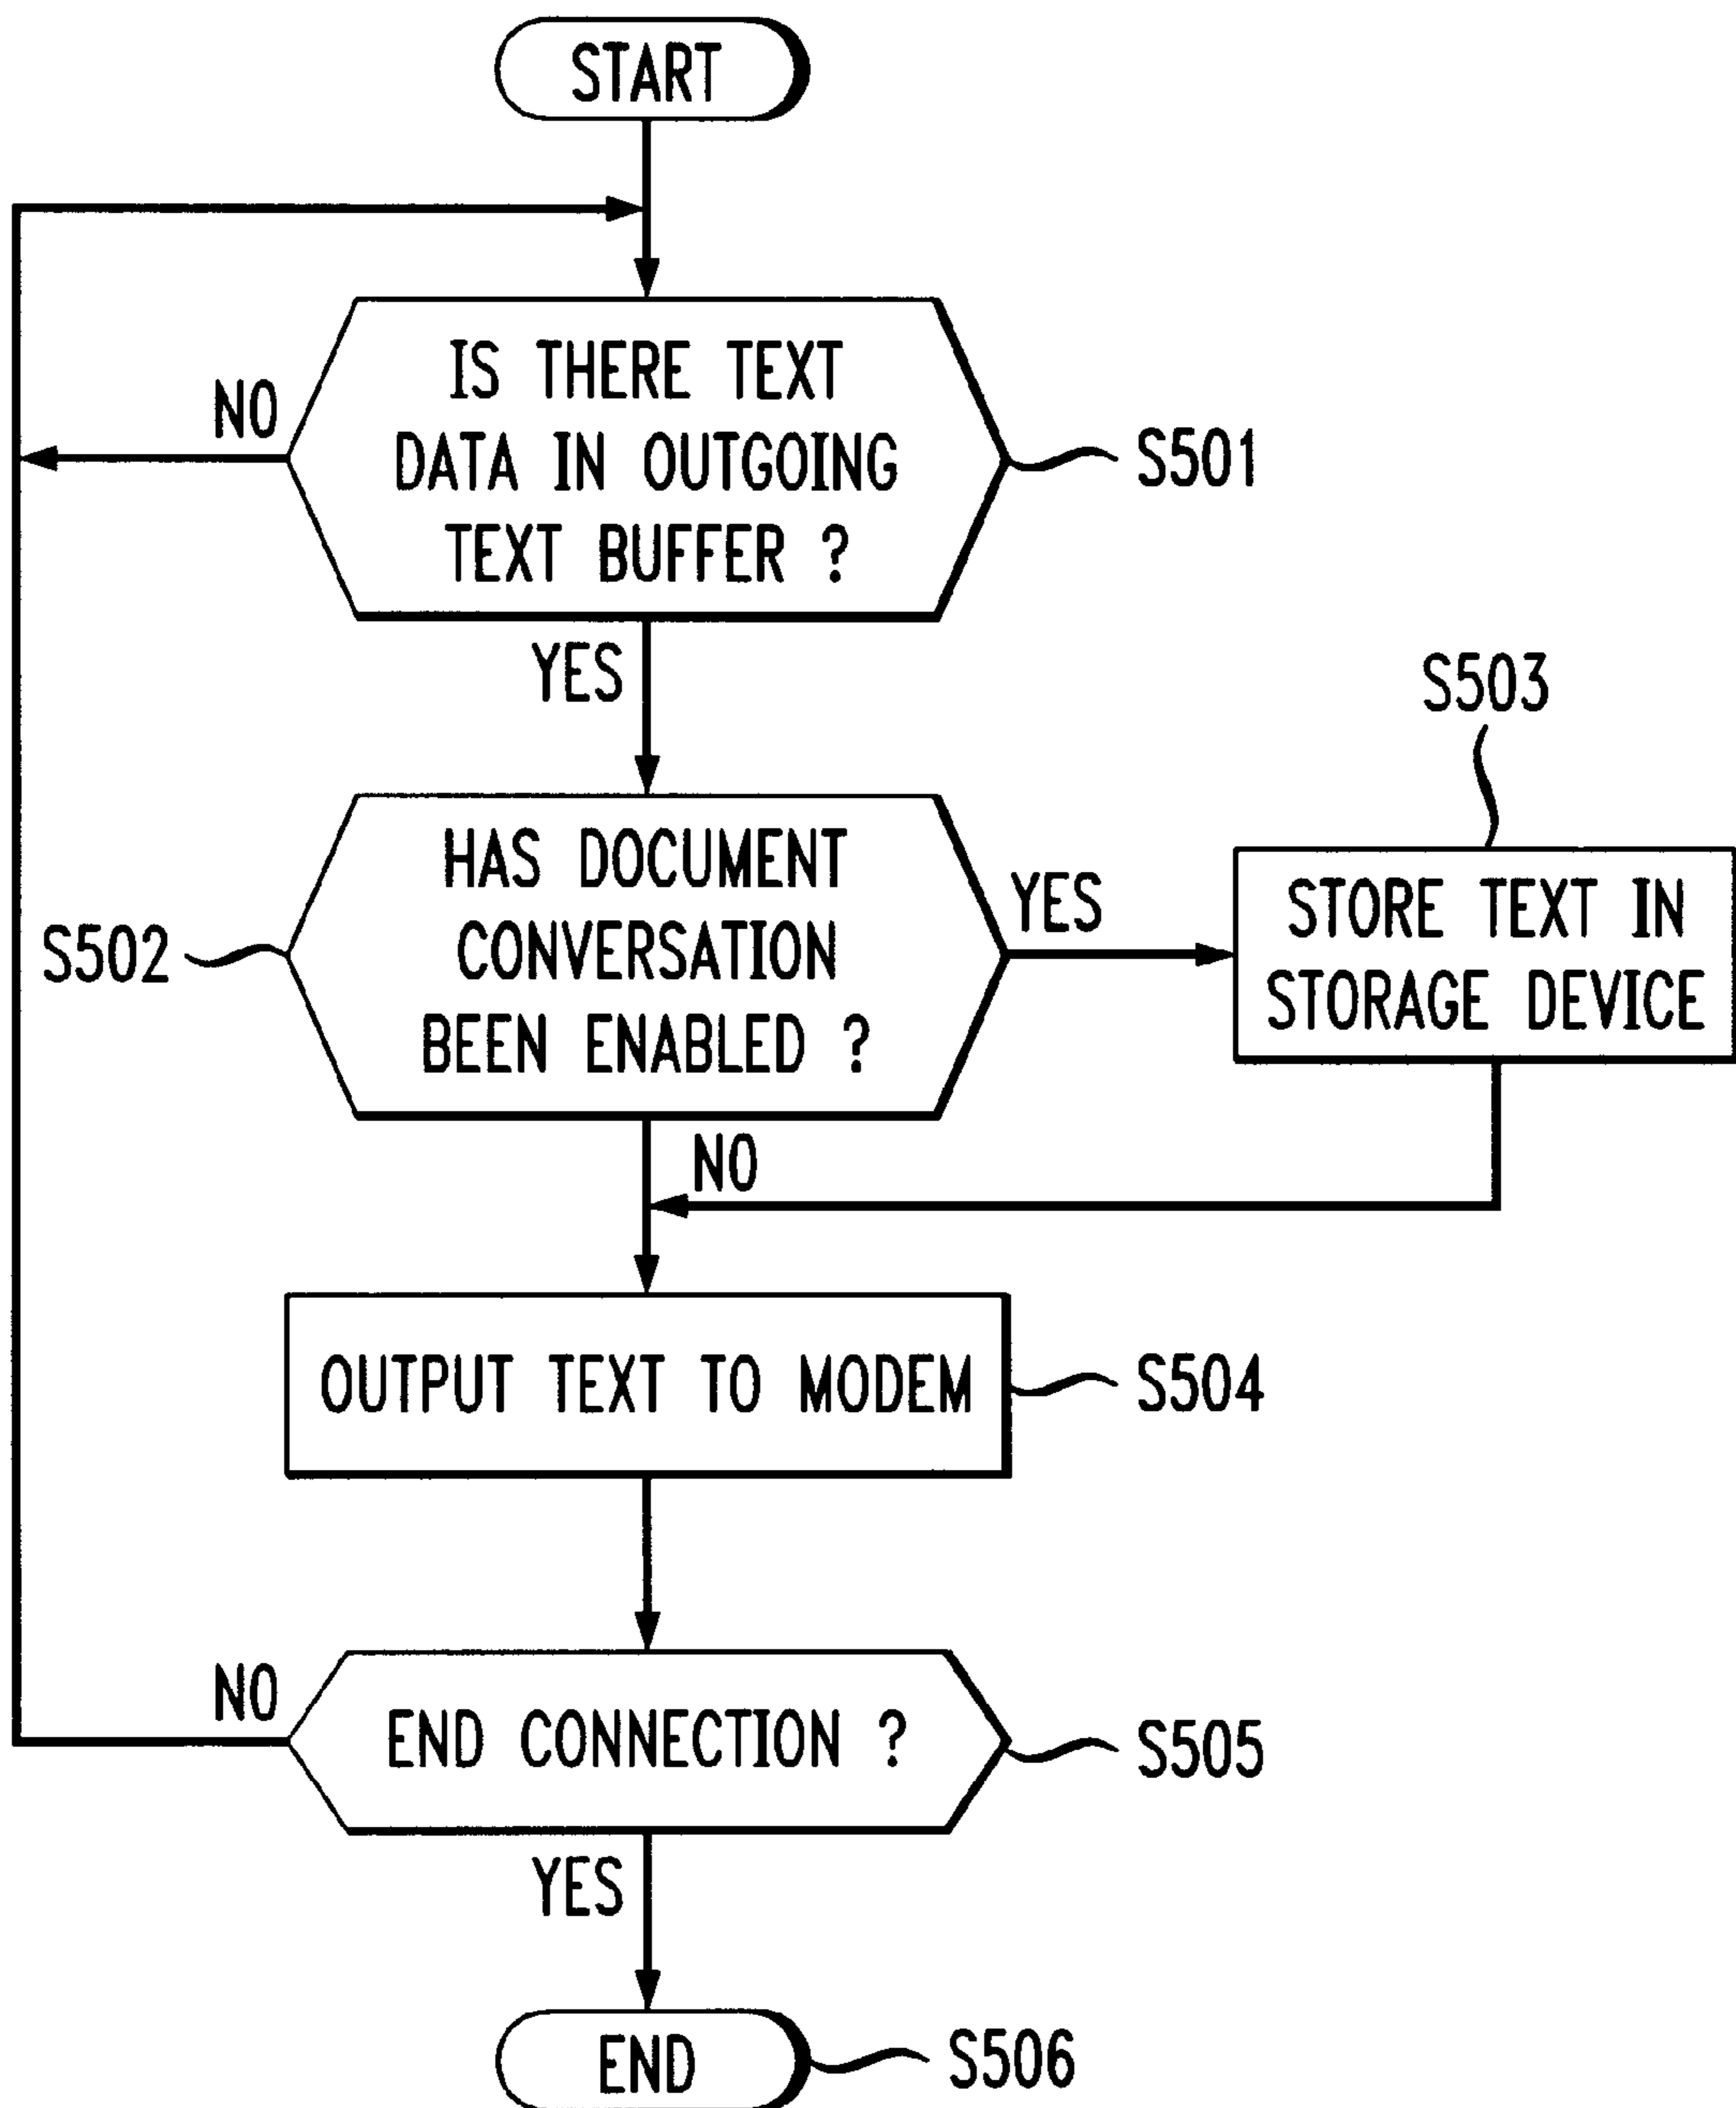 START
IS THERE TEXT
DATA IN OUTGOING
TEXT BUFFER ?
NO
S501
YES
HAS DOCUMENT
CONVERSATION
BEEN ENABLED ?
S502
YES
S503
STORE TEXT IN
STORAGE DEVICE
NO
OUTPUT TEXT TO MODEM
S504
END CONNECTION ?
NO
S505
YES
END
S506